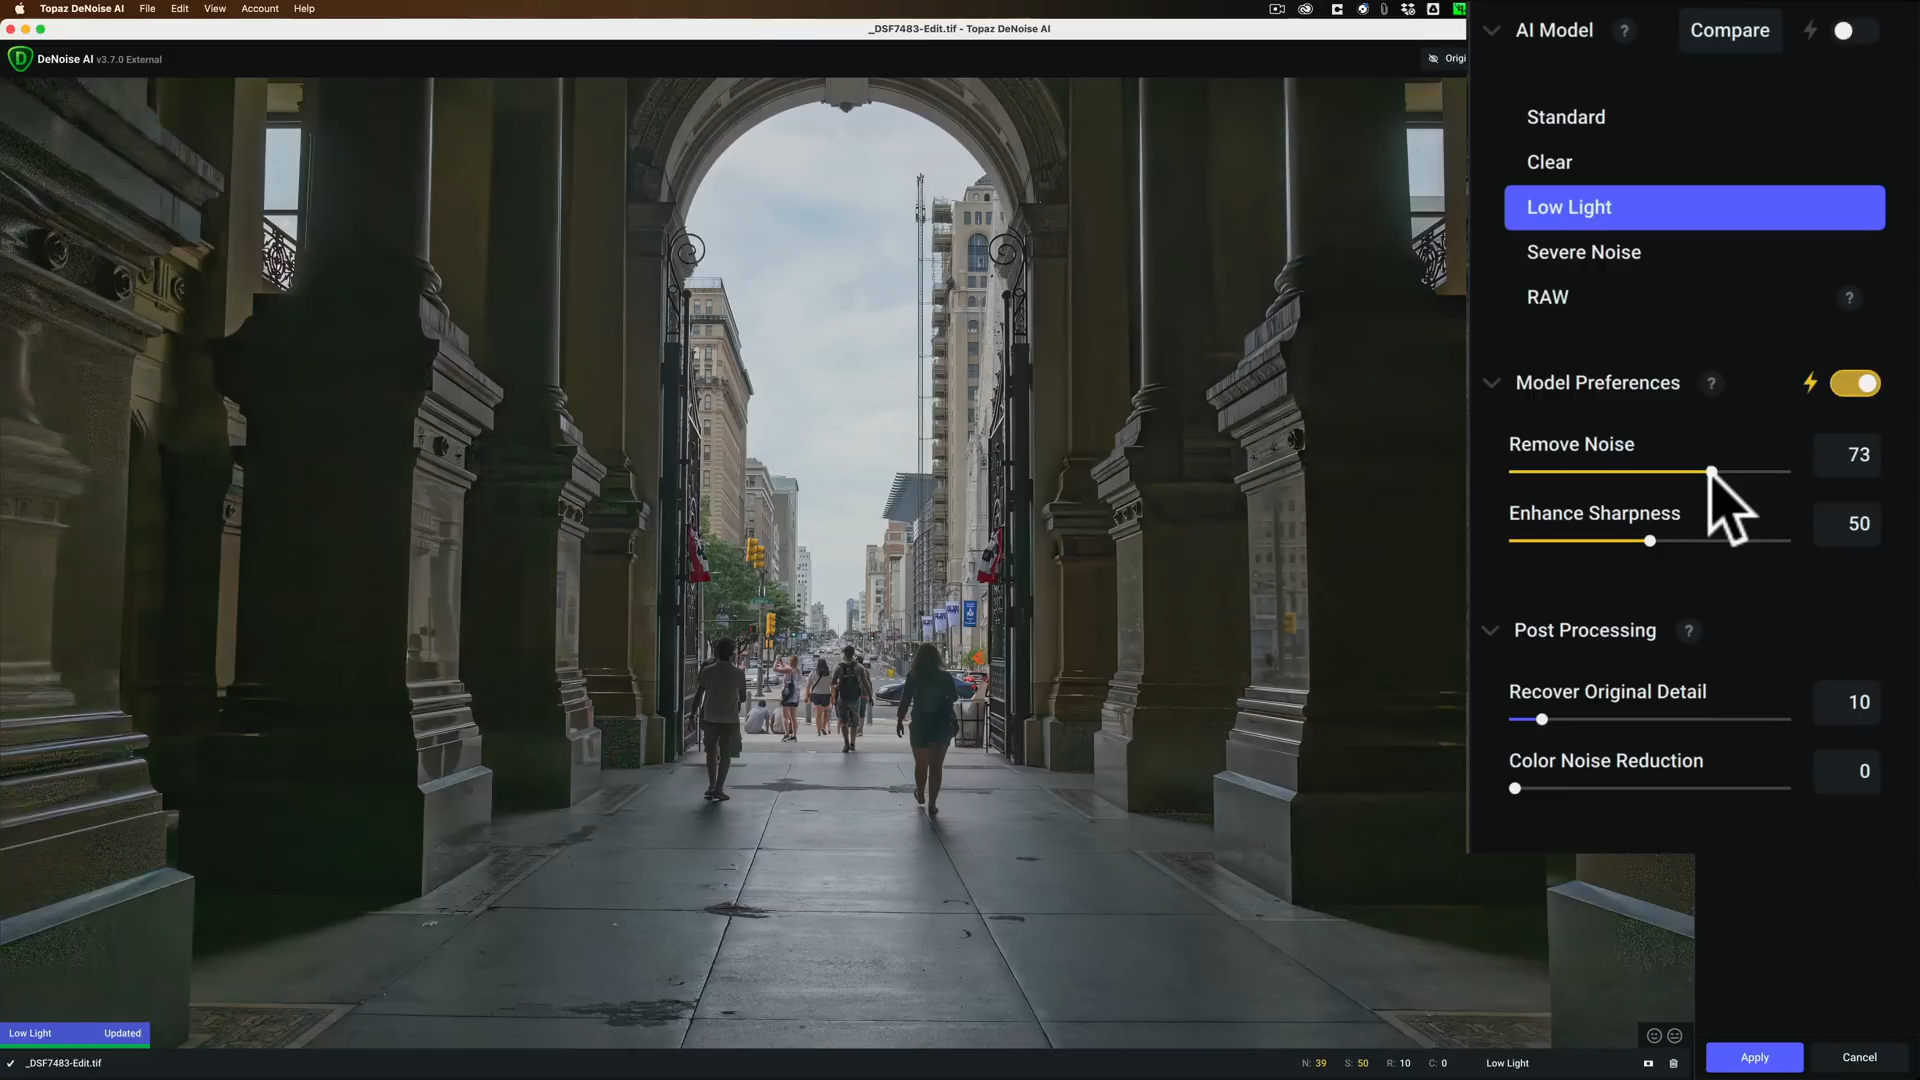 Topaz DeNoise AI File Edit View Account Help
_DSF7483-Edit.tif - Topaz DeNoise AI
DeNoise AI v3.7.0 External
Origi
AI Model ? Compare
Standard
Clear
Low Light
Severe Noise
RAW ?
Model Preferences ?
Remove Noise 73
Enhance Sharpness 50
Post Processing ?
Recover Original Detail 10
Color Noise Reduction 0
Low Light Updated
_DSF7483-Edit.tif N: 39 S: 50 R: 10 C: 0 Low Light
Apply Cancel